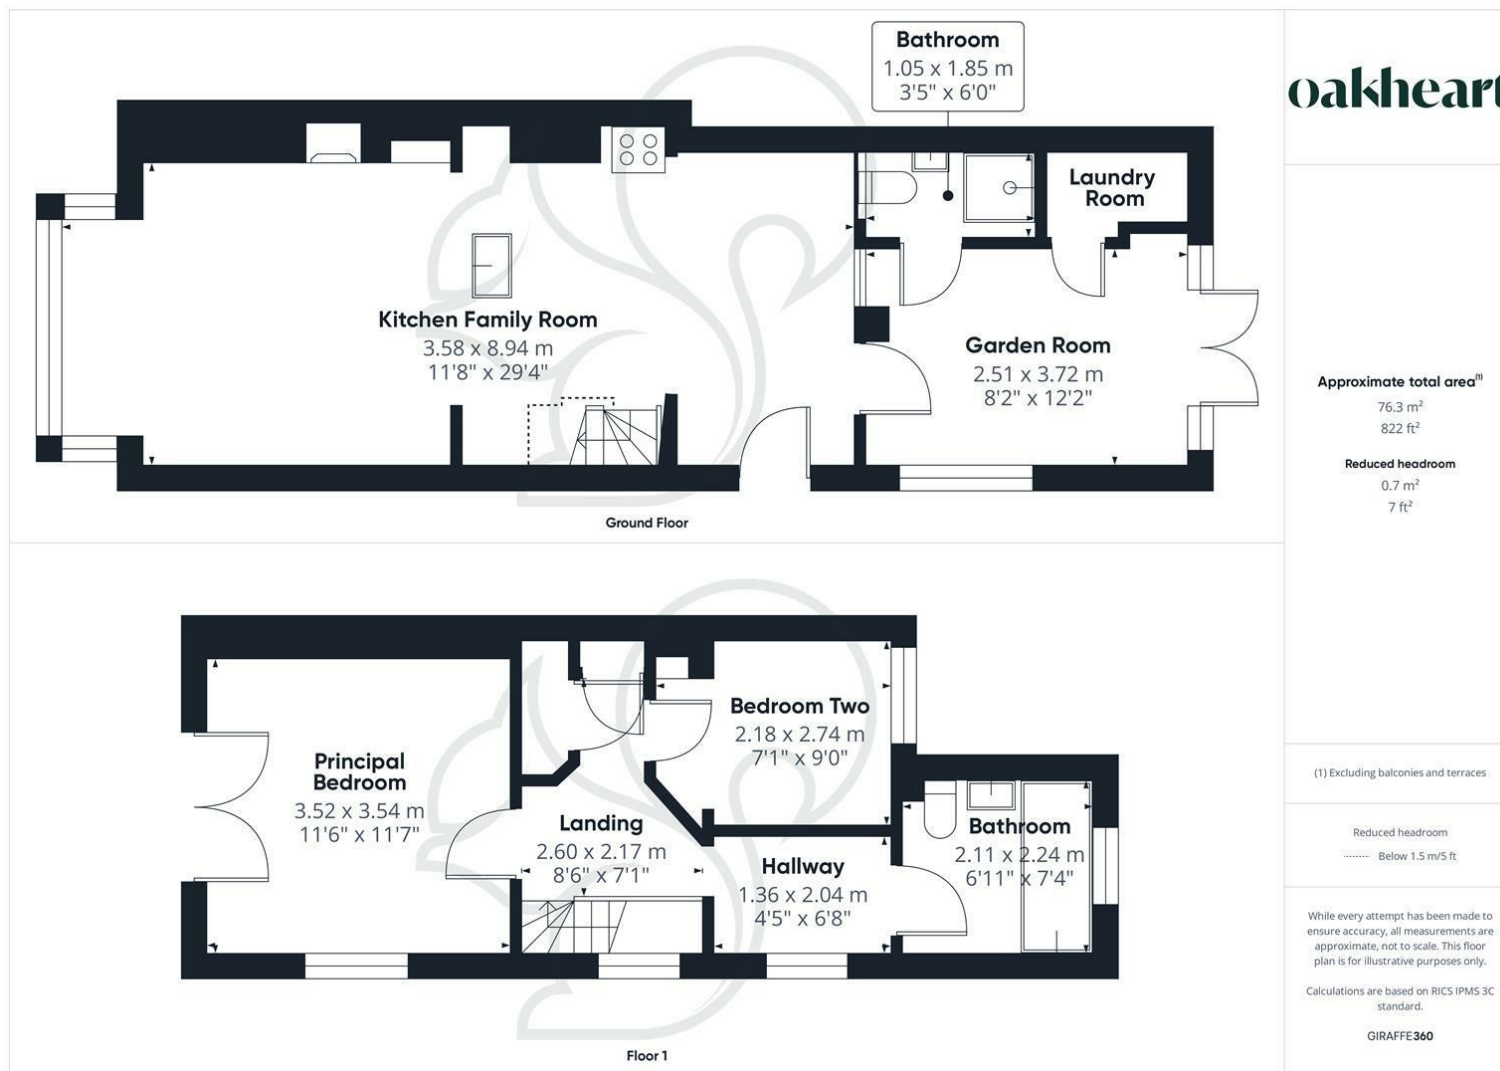 Bathroom
1.05 x 1.85 m
3'5" x 6'0"
Laundry
Room
Kitchen Family Room
3.58 x 8.94 m
11'8" x 29'4"
Garden Room
2.51 x 3.72 m
8'2" x 12'2"
Ground Floor
Principal
Bedroom
3.52 x 3.54 m
11'6" x 11'7"
Bedroom Two
2.18 x 2.74 m
7'1" x 9'0"
Landing
2.60 x 2.17 m
8'6" x 7'1"
Hallway
1.36 x 2.04 m
4'5" x 6'8"
Bathroom
2.11 x 2.24 m
6'11" x 7'4"
Floor 1
oakheart
Approximate total area(1)
76.3 m²
822 ft²
Reduced headroom
0.7 m²
7 ft²
(1) Excluding balconies and terraces
Reduced headroom
Below 1.5 m/5 ft
While every attempt has been made to
ensure accuracy, all measurements are
approximate, not to scale. This floor
plan is for illustrative purposes only.
Calculations are based on RICS IPMS 3C
standard.
GIRAFFE360